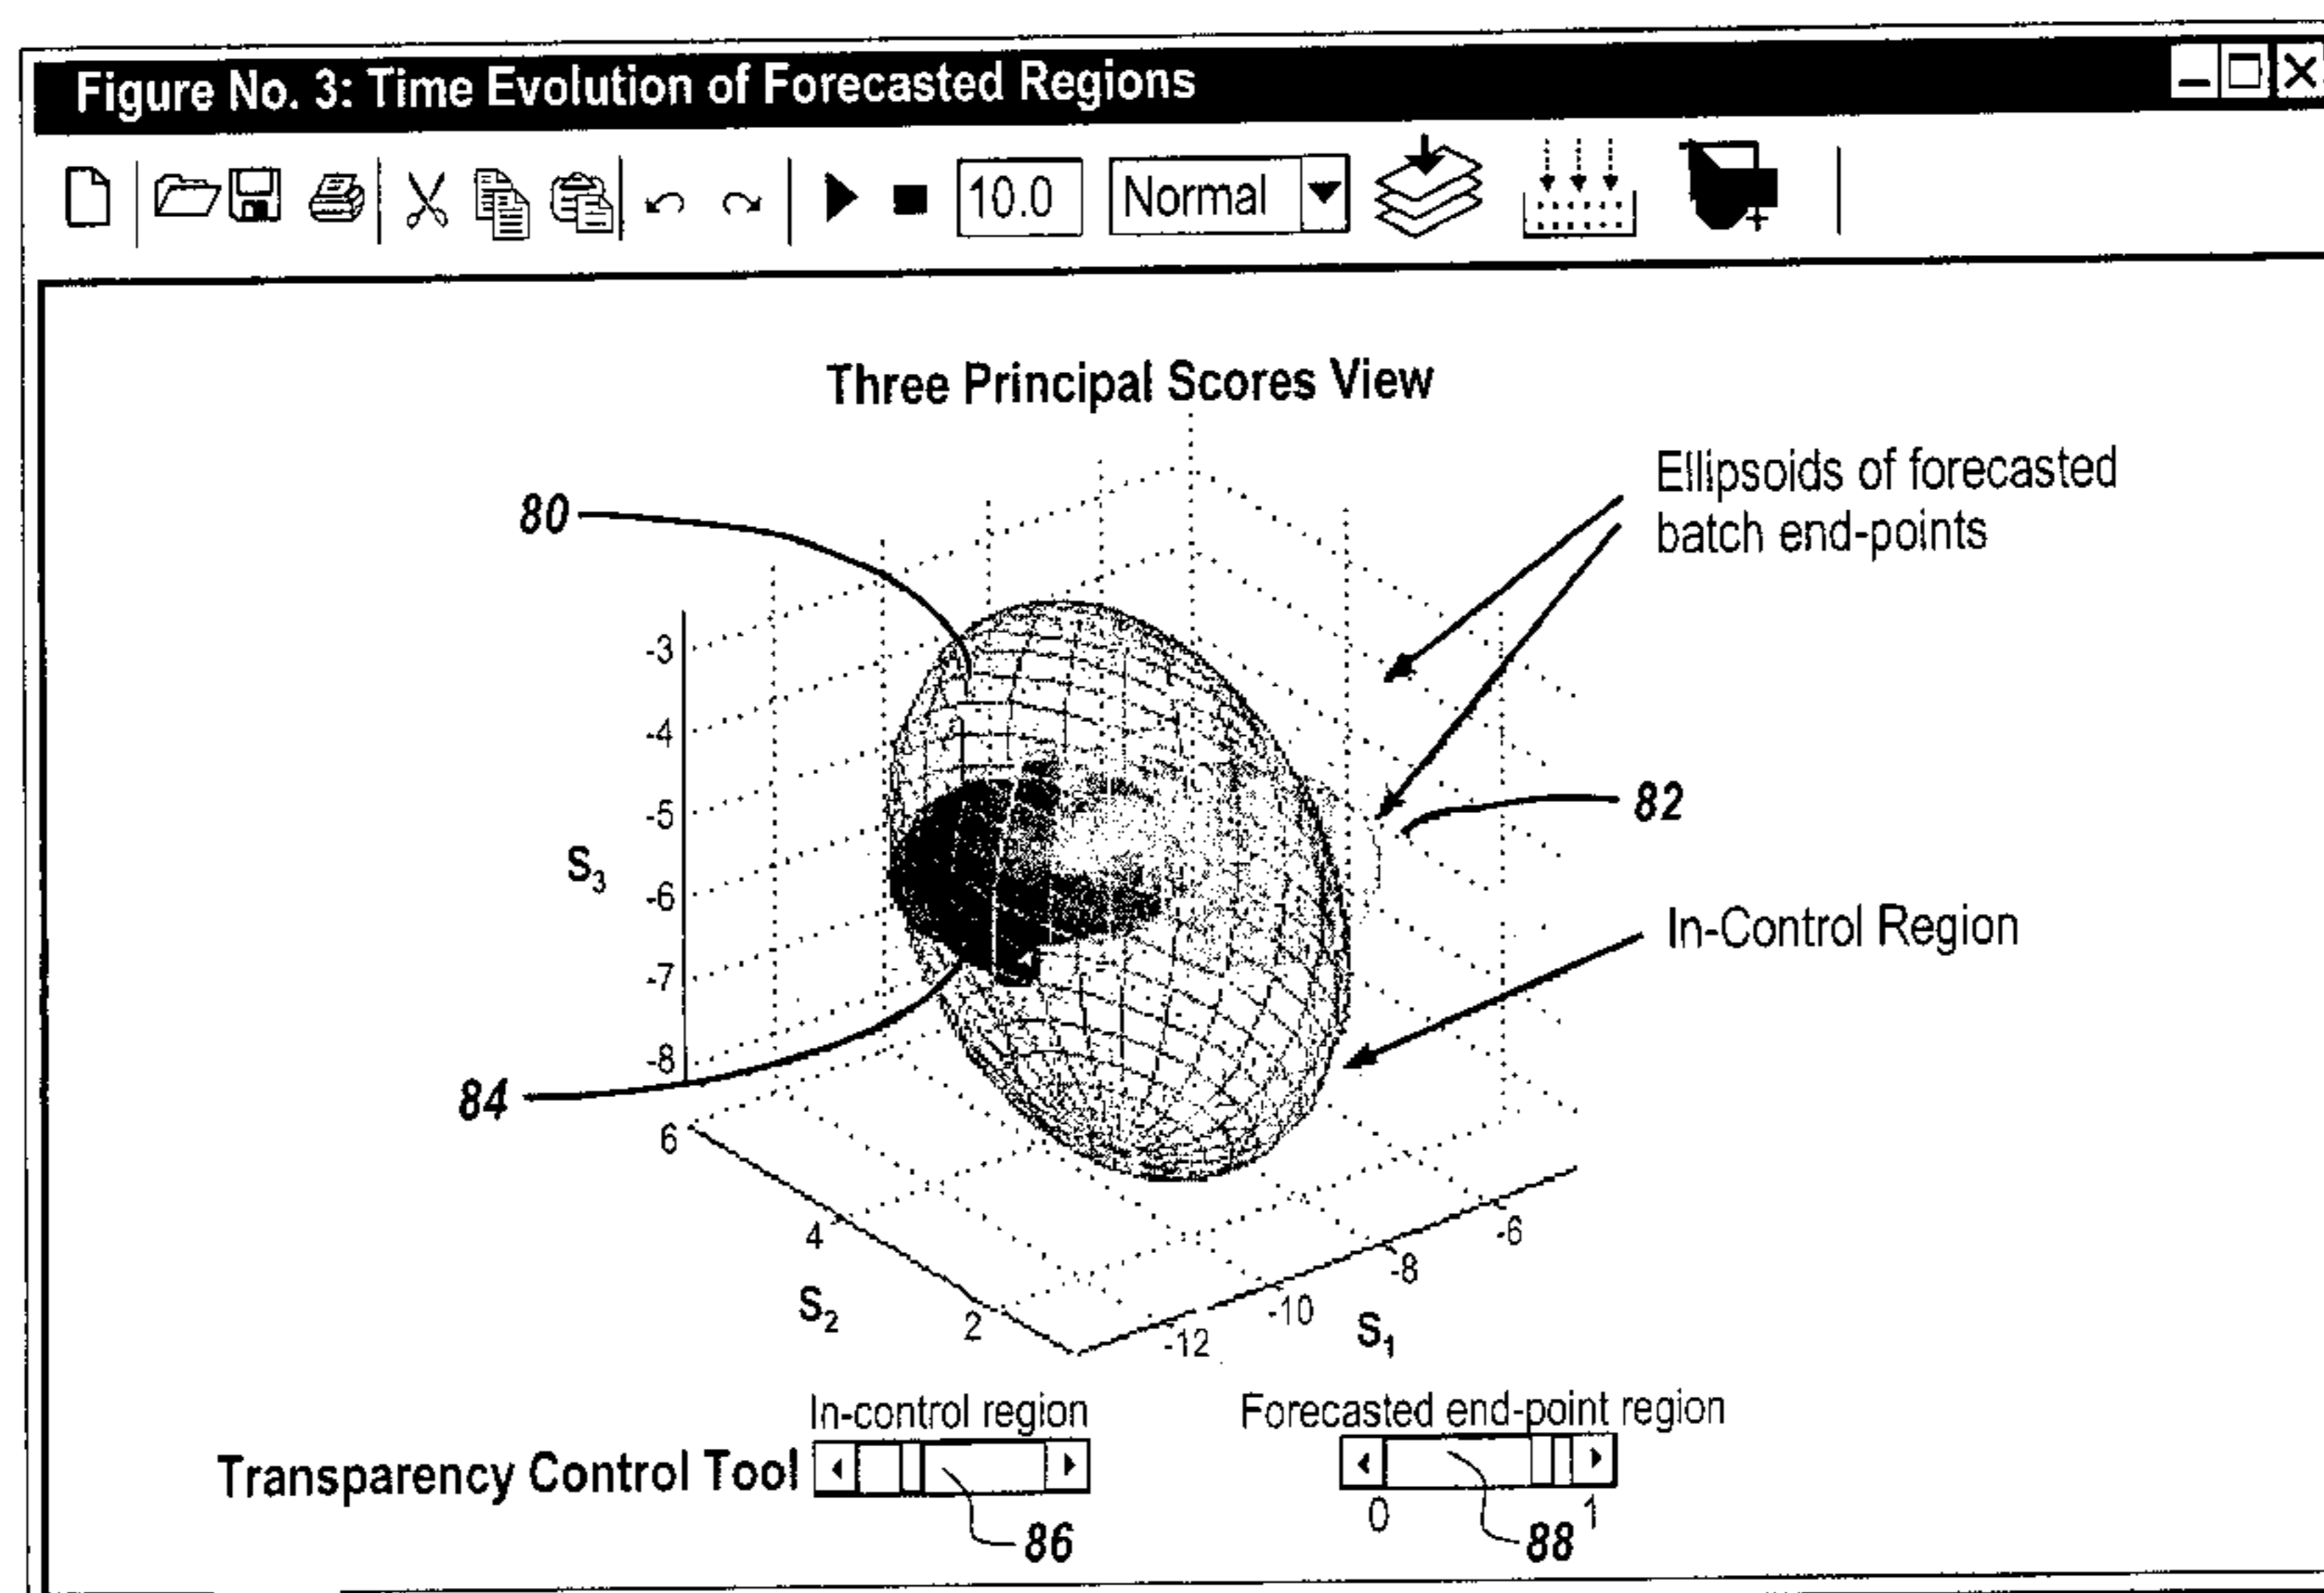 Figure No. 3: Time Evolution of Forecasted Regions
10.0
Normal
Three Principal Scores View
Ellipsoids of forecasted
batch end-points
80
-3
-4
-5
82
S3
-6
In-Control Region
-7
-8
84
6
4
-6
-8
S2
2
-10
S1
-12
In-control region
Forecasted end-point region
Transparency Control Tool
0
1
86
88